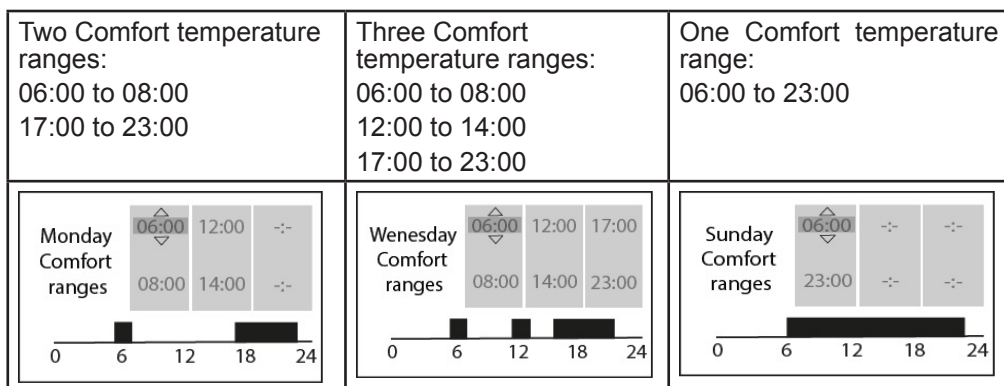 Two Comfort temperature
ranges:
06:00 to 08:00
17:00 to 23:00
Three Comfort
temperature ranges:
06:00 to 08:00
12:00 to 14:00
17:00 to 23:00
One Comfort temperature
range:
06:00 to 23:00
Monday
Comfort
ranges
06:00 12:00 -:-
08:00 14:00 -:-
0 6 12 18 24
Wenesday
Comfort
ranges
06:00 12:00 17:00
08:00 14:00 23:00
0 6 12 18 24
Sunday
Comfort
ranges
06:00 -:- -:-
23:00 -:- -:-
0 6 12 18 24